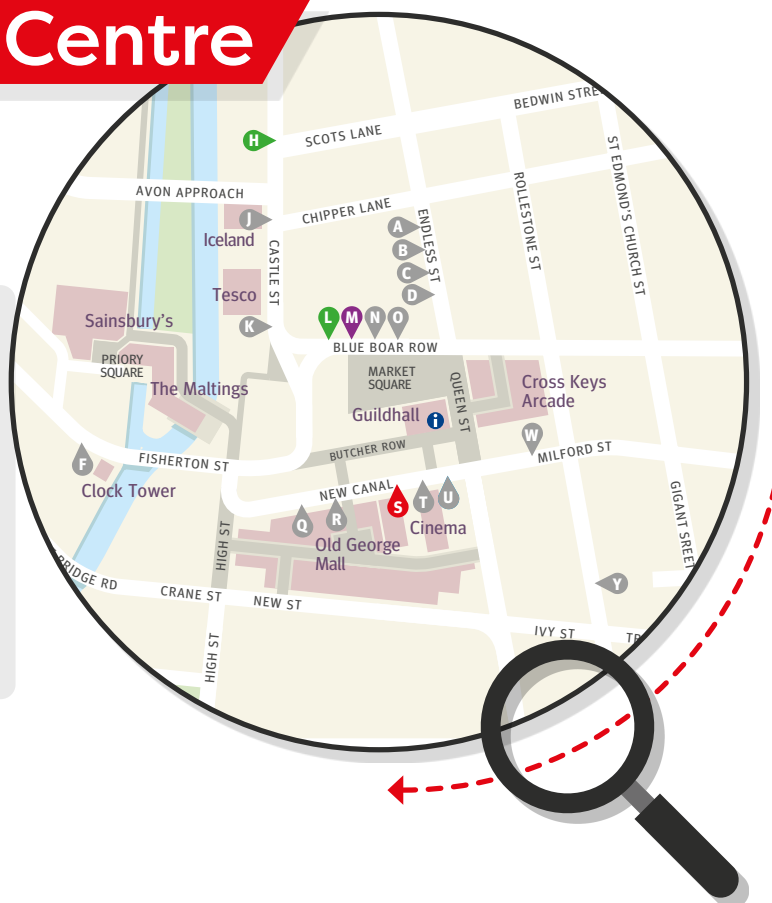 Centre
BEDWIN STRE
H
SCOTS LANE
ST EDMOND'S CHURCH ST
AVON APPROACH
ROLLESTONE ST
J
CHIPPER LANE
Iceland
A
ENDLESS ST
B
C
D
CASTLE ST
Tesco
Sainsbury's
K
L
M
N
O
BLUE BOAR ROW
PRIORY
SQUARE
MARKET
SQUARE
QUEEN ST
The Maltings
Cross Keys
Arcade
Guildhall
i
W
BUTCHER ROW
MILFORD ST
F
FISHERTON ST
Clock Tower
NEW CANAL
S
T
U
Q
R
Cinema
Old George
Mall
HIGH ST
GIGANT SREET
BRIDGE RD
CRANE ST
NEW ST
Y
IVY ST
TR
HIGH ST